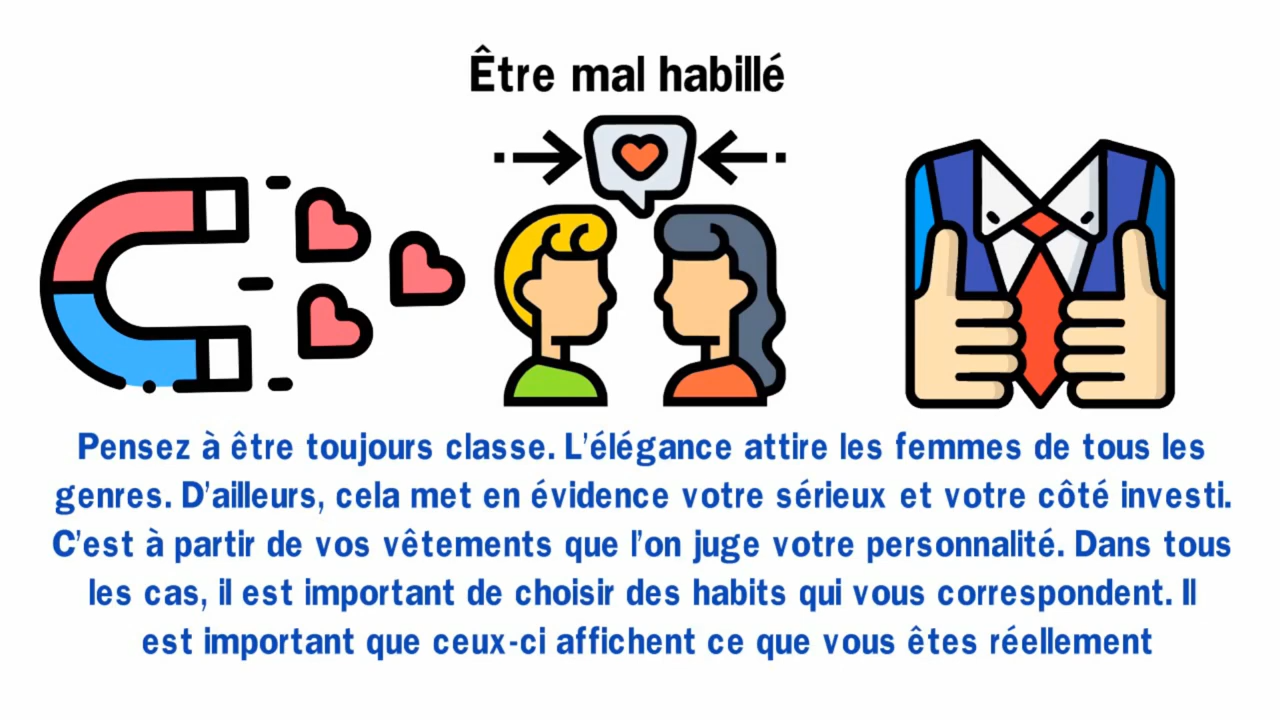 Être mal habillé
Pensez à être toujours classe. L'élégance attire les femmes de tous les
genres. D'ailleurs, cela met en évidence votre sérieux et votre côté investi.
C'est à partir de vos vêtements que l'on juge votre personnalité. Dans tous
les cas, il est important de choisir des habits qui vous correspondent. Il
est important que ceux-ci affichent ce que vous êtes réellement